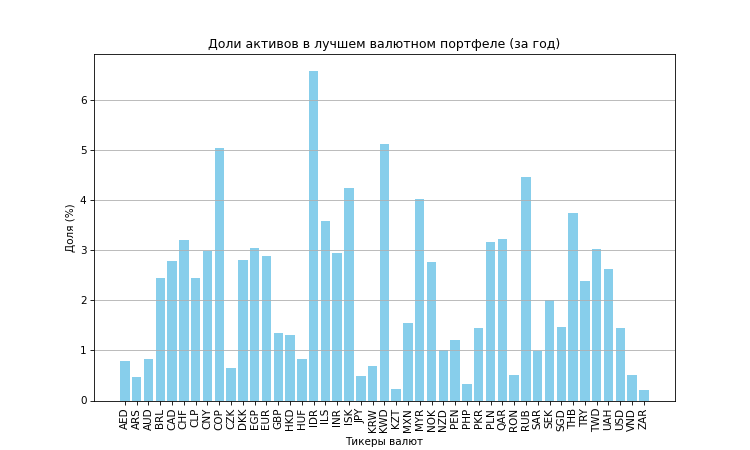 Доли активов в лучшем валютном портфеле (за год)
Доля (%)
6
5
4
3
2
1
0
AED ARS AUD BRL CAD CHF CLP CNY COP CZK DKK EGP EUR GBP HKD HUF IDR ILS INR ISK JPY KRW KWD KZT MXN MYR NOK NZD PEN PHP PKR PLN QAR RON RUB SAR SEK SGD THB TRY TWD UAH USD VND ZAR
Тикеры валют